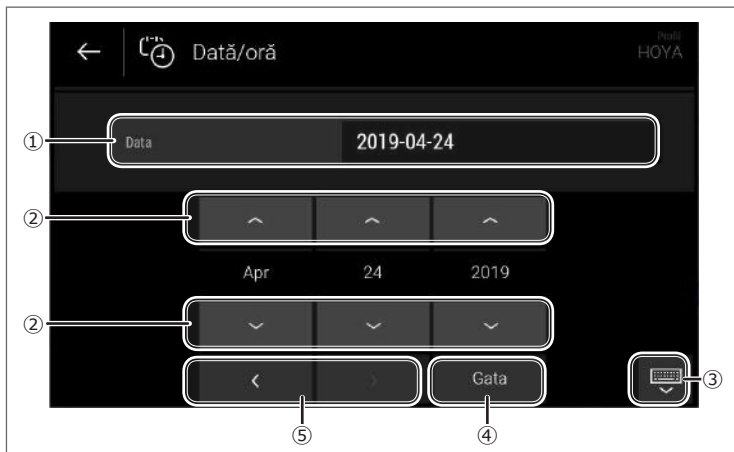 Dată/oră
Profil
HOYA
① Data 2019-04-24
②
Apr 24 2019
②
Gata
③
⑤ ④